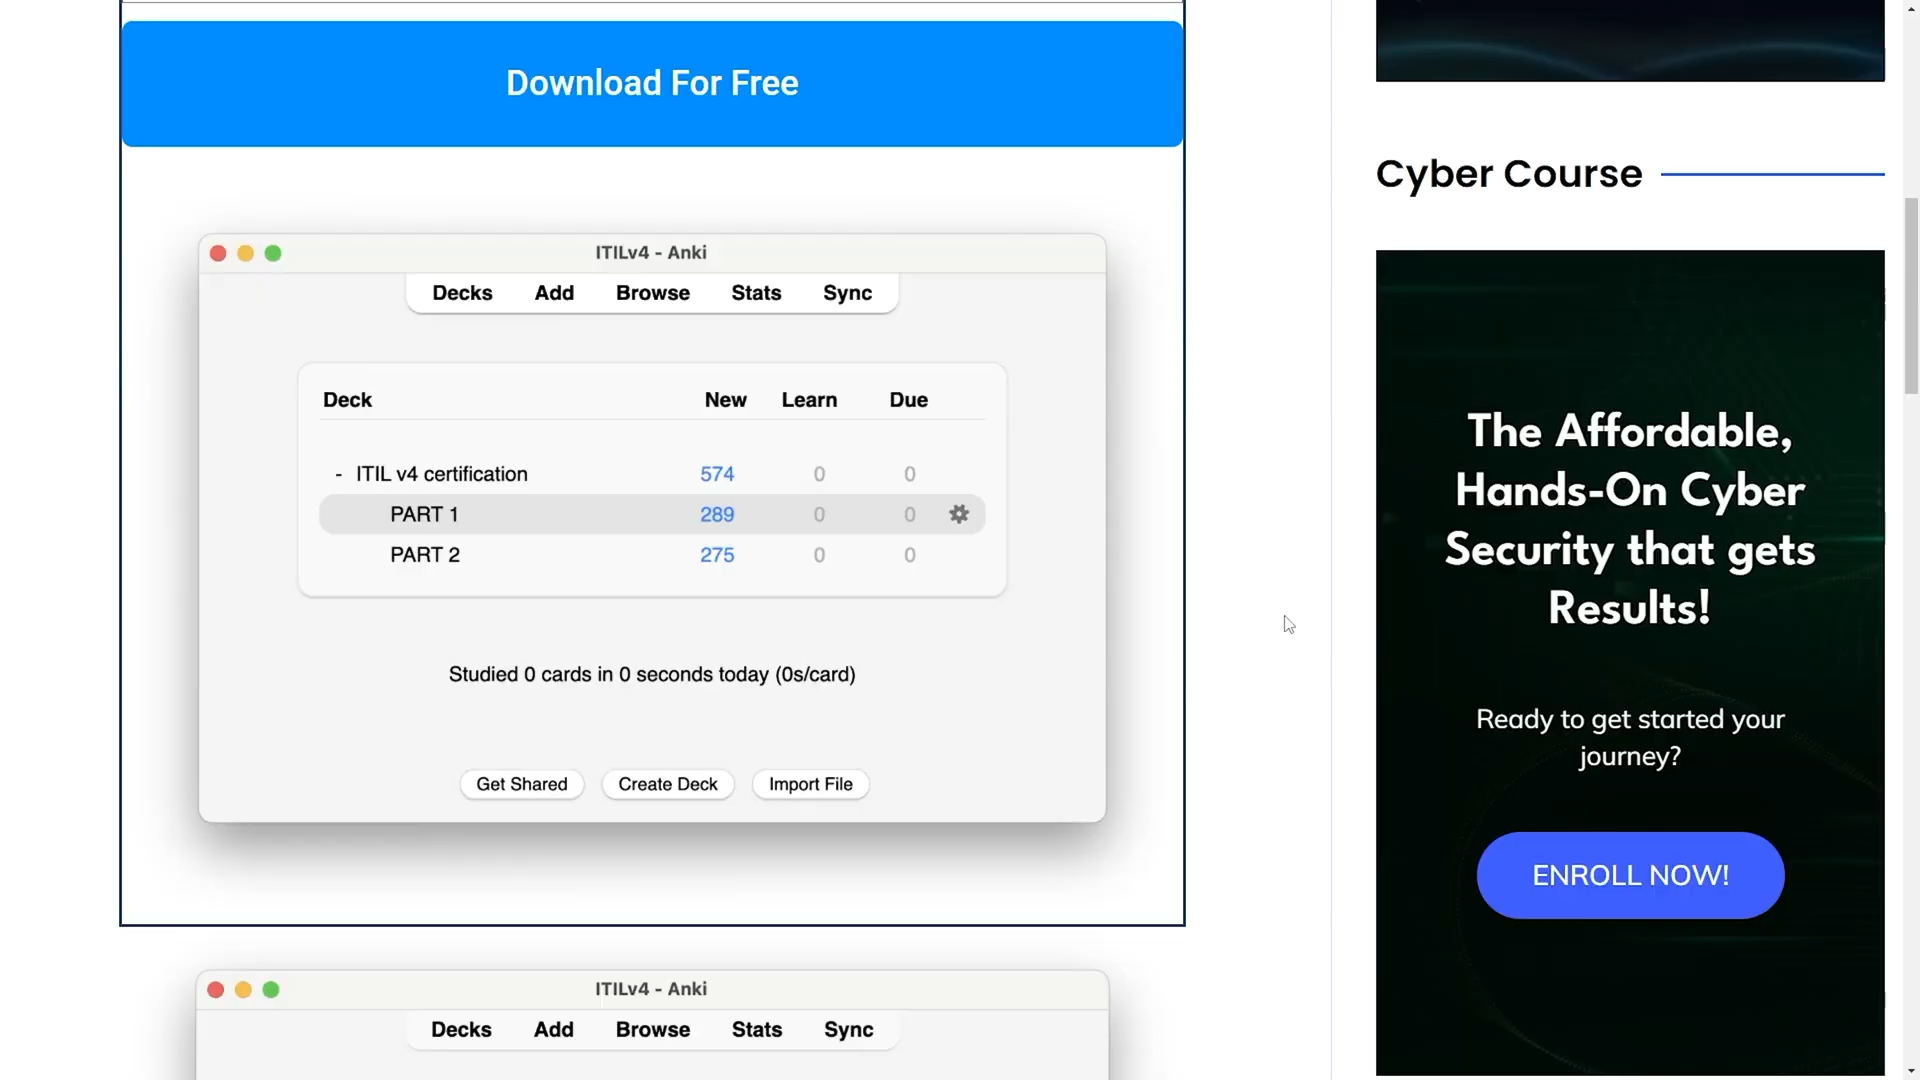 Download For Free
ITILv4 - Anki
Decks Add Browse Stats Sync
Deck New Learn Due
- ITIL v4 certification 574 0 0
PART 1 289 0 0
PART 2 275 0 0
Studied 0 cards in 0 seconds today (0s/card)
Get Shared Create Deck Import File
ITILv4 - Anki
Decks Add Browse Stats Sync
Cyber Course
The Affordable,
Hands-On Cyber
Security that gets
Results!
Ready to get started your
journey?
ENROLL NOW!